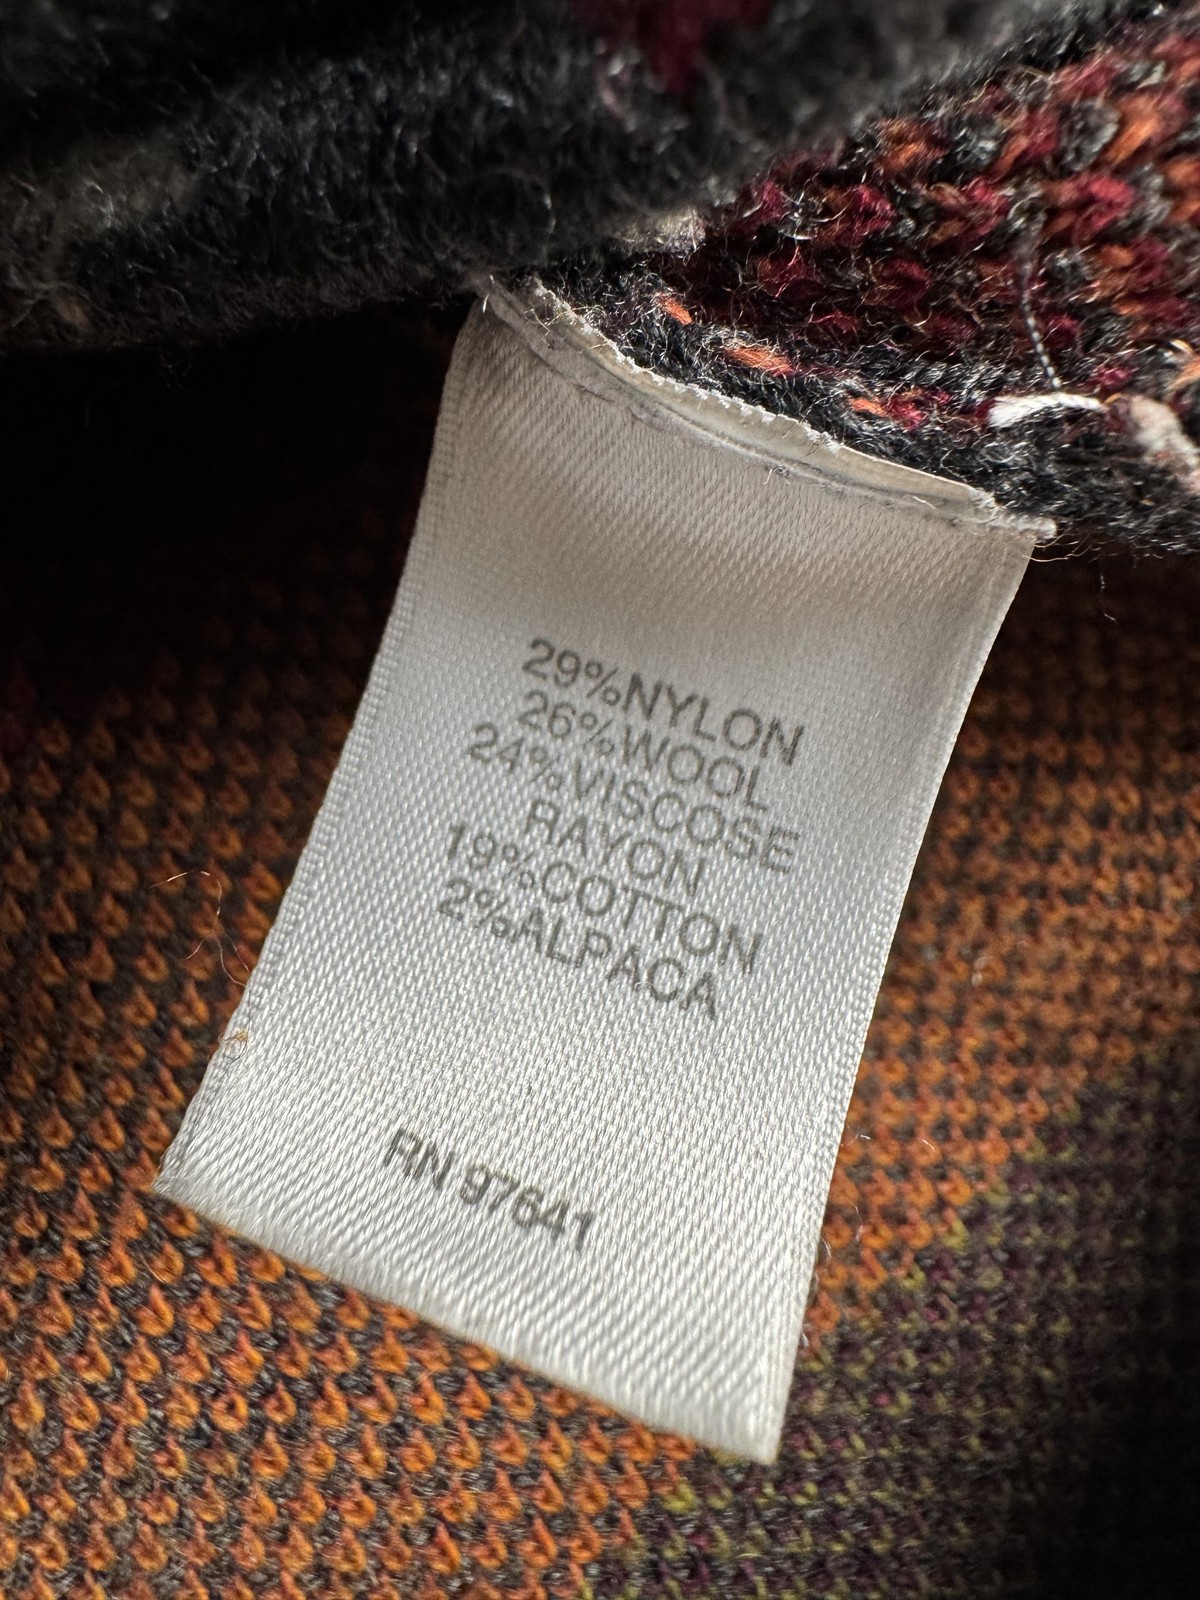 29%NYLON
26%WOOL
24%VISCOSE
RAYON
19%COTTON
2%ALPACA
RN 97641